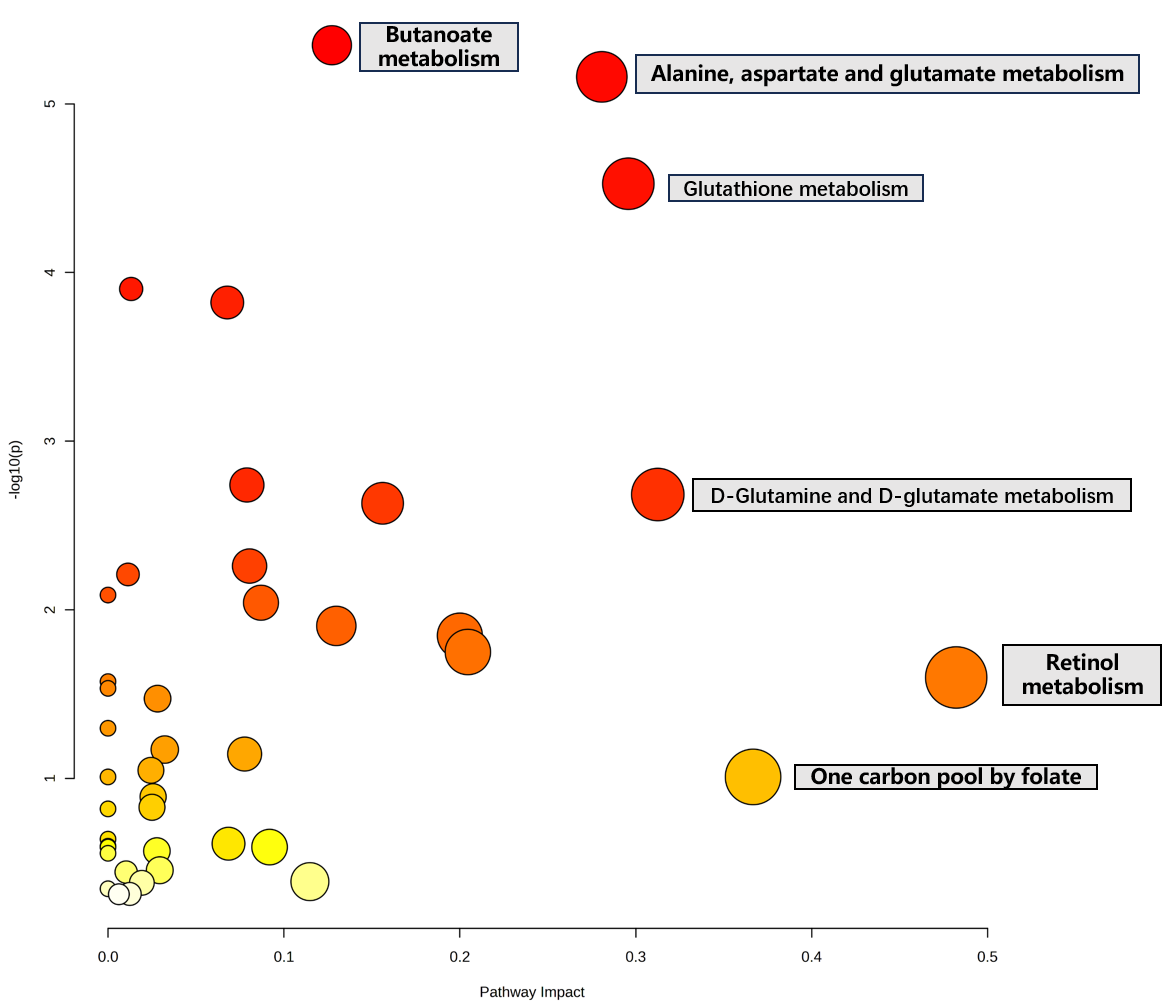 Butanoate
metabolism
Alanine, aspartate and glutamate metabolism
5
Glutathione metabolism
4
3
-log10(p)
D-Glutamine and D-glutamate metabolism
2
Retinol
metabolism
One carbon pool by folate
1
0.0 0.1 0.2 0.3 0.4 0.5
Pathway Impact